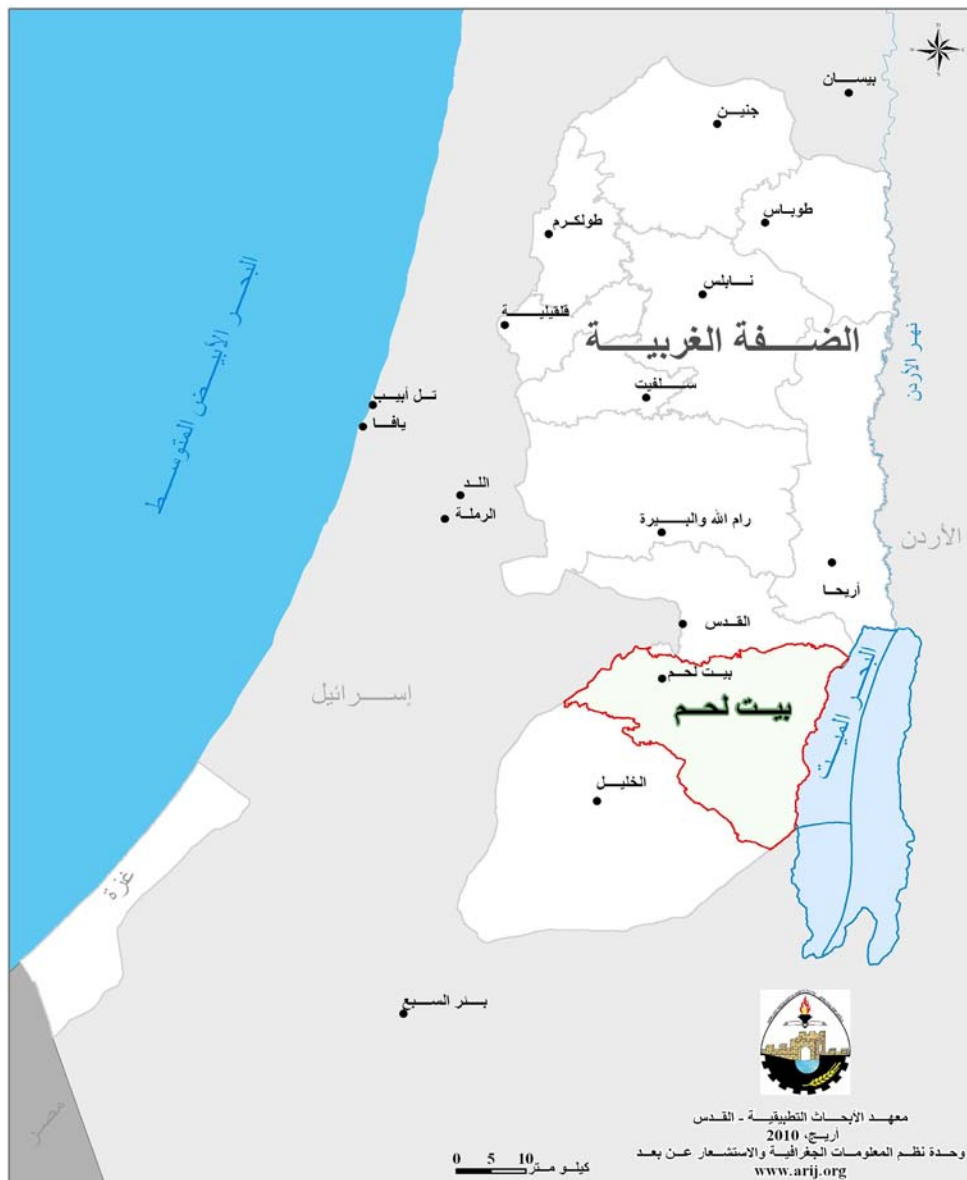 بيسان
جنين
طوباس
طولكرم
نابلس
قلقيلية
الضفة الغربية
نهر الأردن
سلفيت
تل أبيب
يافا
البحر الأبيض المتوسط
اللد
الرملة
رام الله والبيرة
الأردن
أريحا
القدس
بيت لحم
بيت لحم
البحر الميت
إسرائيل
الخليل
غزة
بئر السبع
مصر
معهد الأبحاث التطبيقية - القدس
أريج، 2010
وحدة نظم المعلومات الجغرافية والاستشعار عن بعد
www.arij.org
0 5 10
كيلو متر